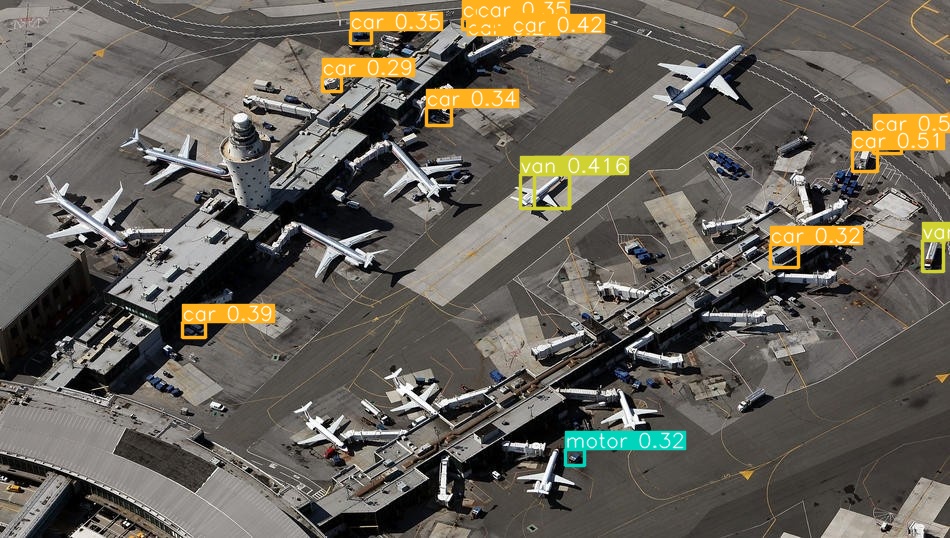 car 0.35
car 0.35
car 0.42
car 0.29
car 0.34
car 0.5
car 0.51
van 0.416
van
car 0.32
car 0.39
motor 0.32